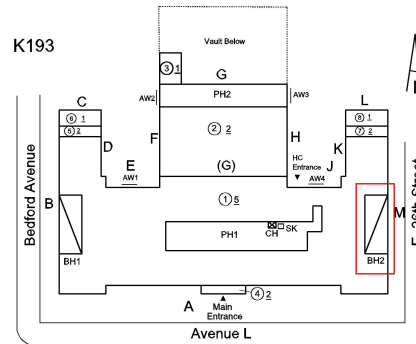 K193
Vault Below
③ 1
G
AW2
PH2
AW3
C
⑥ 1
⑤ 2
D
F
② 2
H
L
⑧ 1
⑦ 2
K
E
AW1
(G)
HC
Entrance
J
AW4
Bedford Avenue
B
① 5
M
E. 26th Street
PH1
CH
SK
BH1
BH2
A
④ 2
Main
Entrance
Avenue L